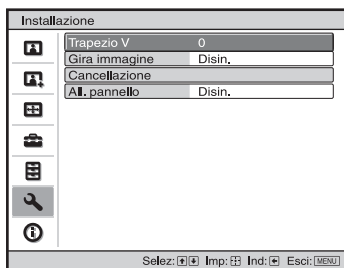 Installazione
Trapezio V 0
Gira immagine Disin.
Cancellazione
All. pannello Disin.
Selez: Imp: Ind: Esci: MENU